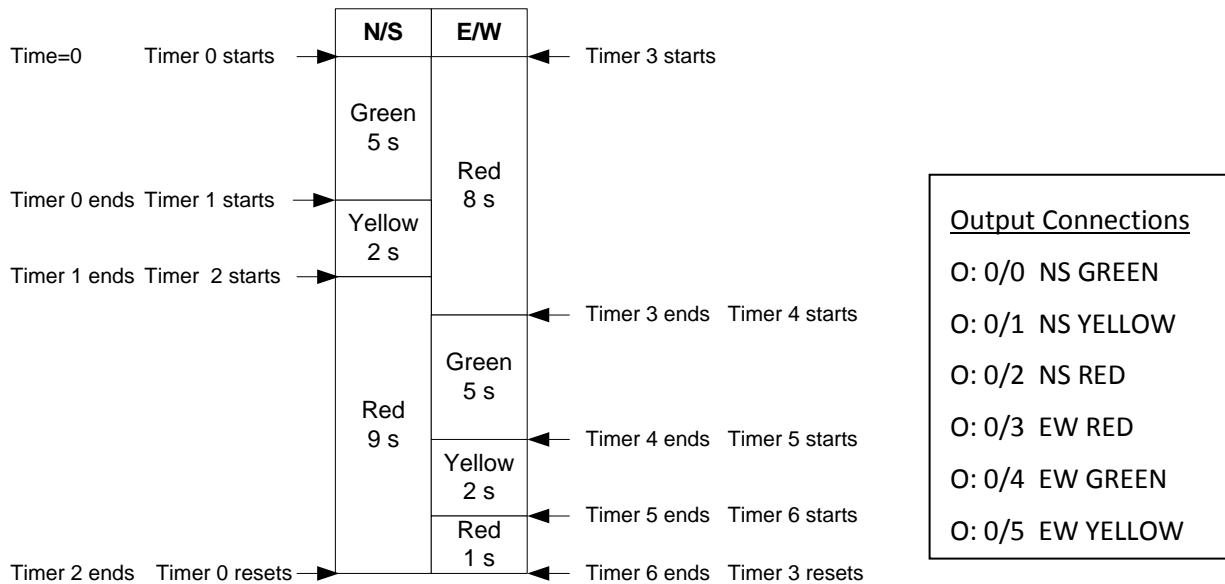 N/S E/W
Time=0 Timer 0 starts
Timer 3 starts
Green
5 s
Red
8 s
Timer 0 ends Timer 1 starts
Yellow
2 s
Timer 1 ends Timer 2 starts
Timer 3 ends Timer 4 starts
Green
5 s
Red
9 s
Timer 4 ends Timer 5 starts
Yellow
2 s
Timer 5 ends Timer 6 starts
Red
1 s
Timer 2 ends Timer 0 resets
Timer 6 ends Timer 3 resets
Output Connections
O: 0/0 NS GREEN
O: 0/1 NS YELLOW
O: 0/2 NS RED
O: 0/3 EW RED
O: 0/4 EW GREEN
O: 0/5 EW YELLOW